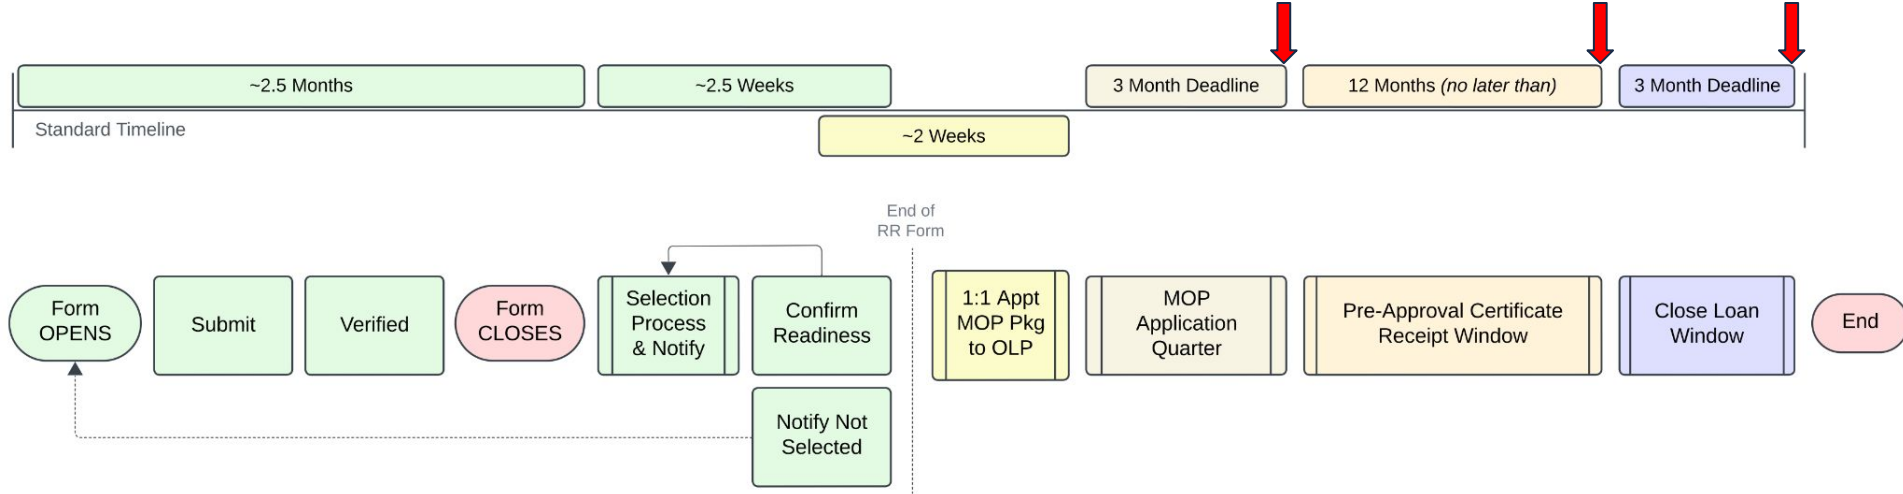 ~2.5 Months
~2.5 Weeks
3 Month Deadline
12 Months (no later than)
3 Month Deadline
Standard Timeline
~2 Weeks
End of
RR Form
Form
OPENS
Submit
Verified
Form
CLOSES
Selection
Process
& Notify
Confirm
Readiness
1:1 Appt
MOP Pkg
to OLP
MOP
Application
Quarter
Pre-Approval Certificate
Receipt Window
Close Loan
Window
End
Notify Not
Selected